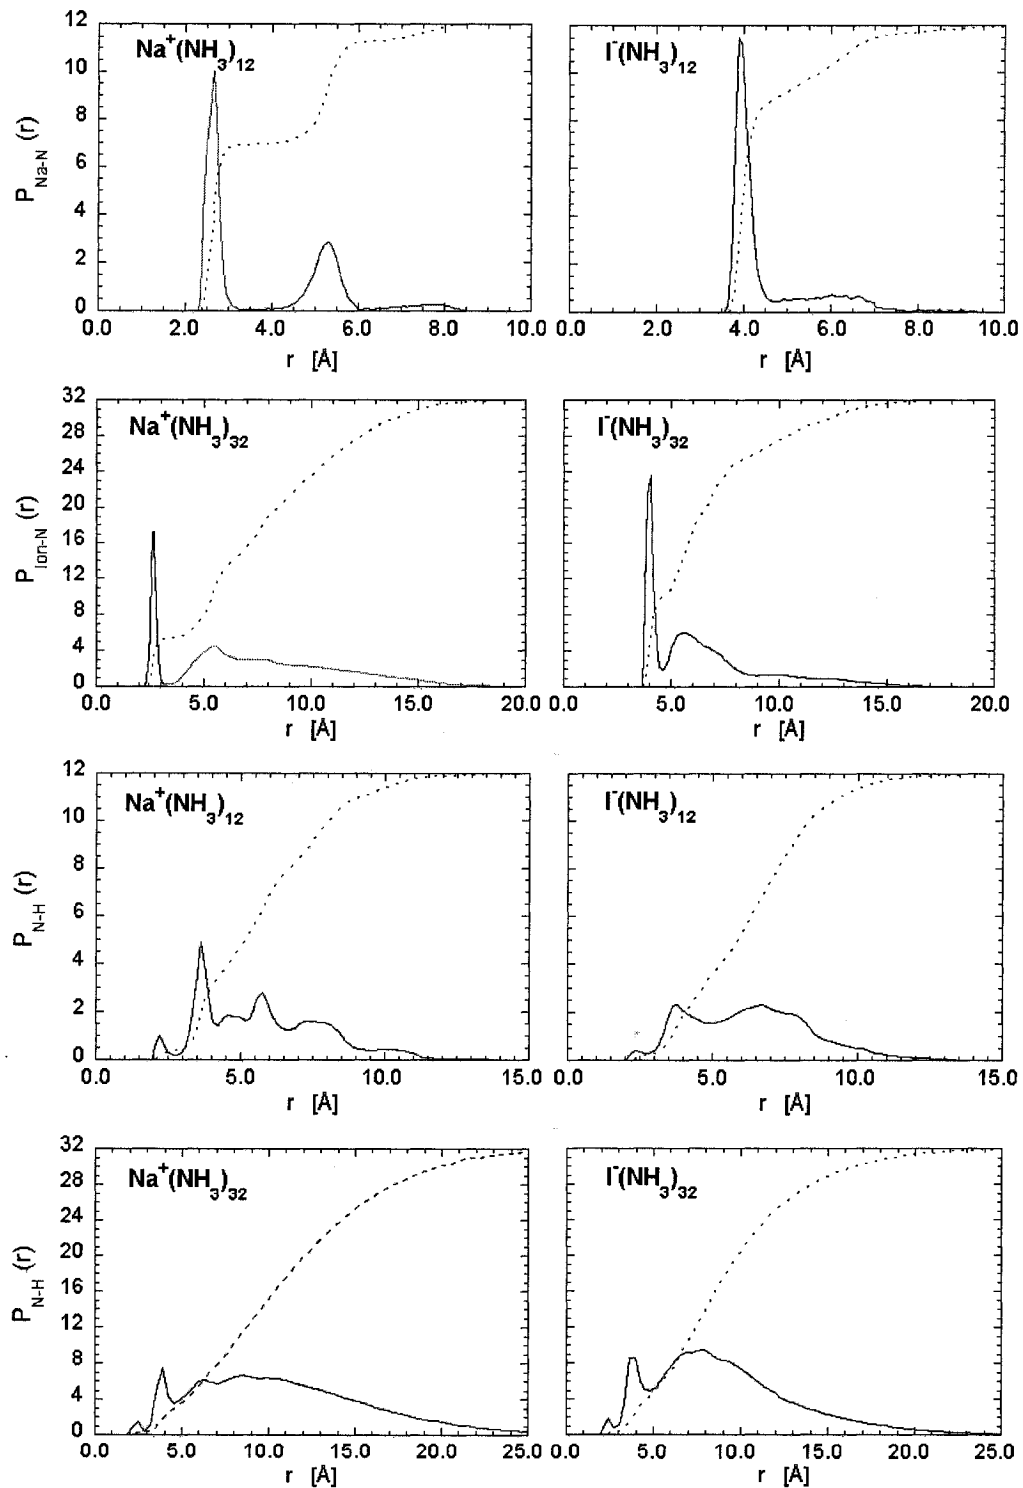 Na+(NH3)12
12
10
8
6
4
2
0
PNa-N (r)
0.0 2.0 4.0 6.0 8.0 10.0
r [Å]
I-(NH3)12
0.0 2.0 4.0 6.0 8.0 10.0
r [Å]
Na+(NH3)32
32
28
24
20
16
12
8
4
0
PIon-N (r)
0.0 5.0 10.0 15.0 20.0
r [Å]
I-(NH3)32
0.0 5.0 10.0 15.0 20.0
r [Å]
Na+(NH3)12
12
10
8
6
4
2
0
PN-H (r)
0.0 5.0 10.0 15.0
r [Å]
I-(NH3)12
0.0 5.0 10.0 15.0
r [Å]
Na+(NH3)32
32
28
24
20
16
12
8
4
0
PN-H (r)
0.0 5.0 10.0 15.0 20.0 25.0
r [Å]
I-(NH3)32
0.0 5.0 10.0 15.0 20.0 25.0
r [Å]